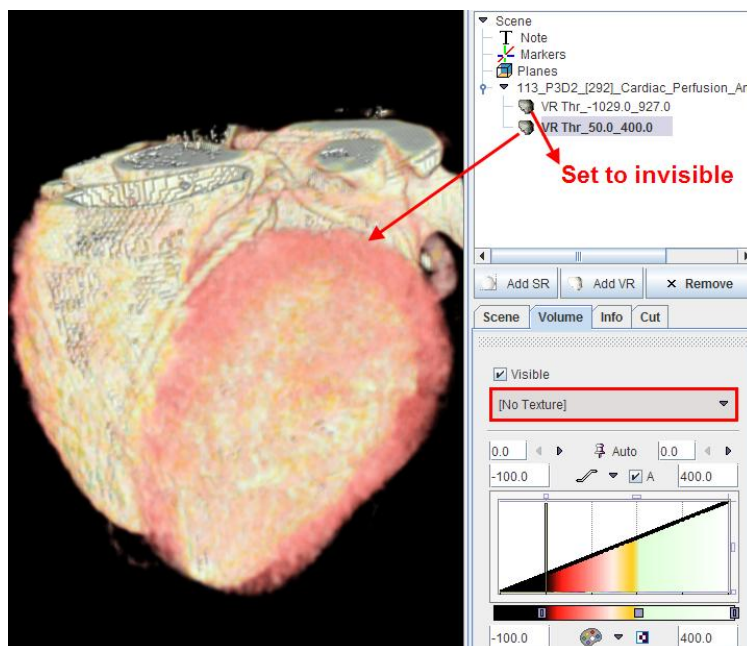 Scene
Note
Markers
Planes
113_P3D2_[292]_Cardiac_Perfusion_Ar
VR Thr_-1029.0_927.0
VR Thr_50.0_400.0
Set to invisible
Add SR Add VR × Remove
Scene Volume Info Cut
Visible
[No Texture]
0.0 Auto 0.0
-100.0 A 400.0
-100.0 400.0